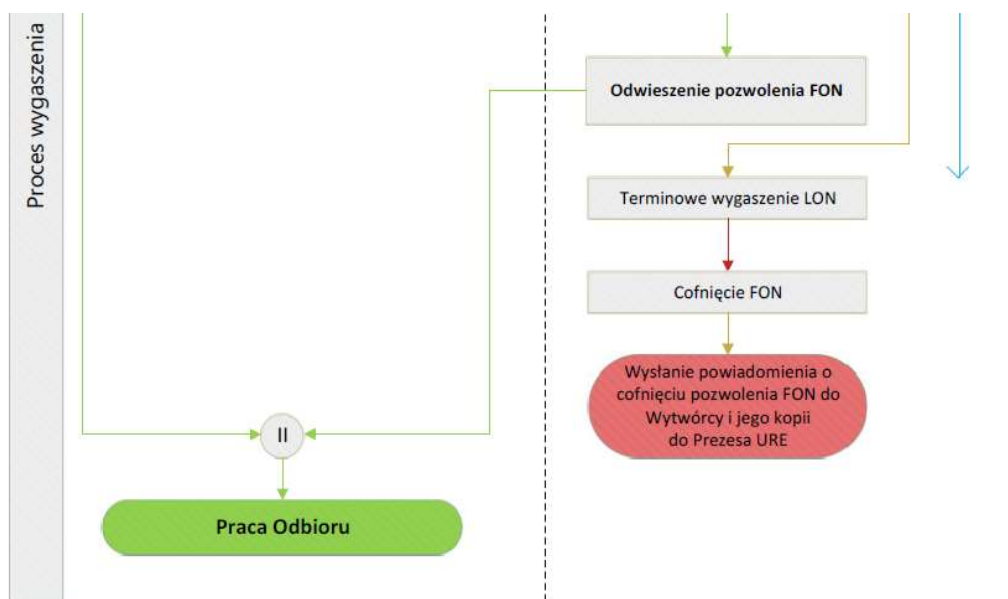 Proces wygaszenia
Odwieszenie pozwolenia FON
Terminowe wygaszenie LON
Cofnięcie FON
Wysłanie powiadomienia o
cofnięciu pozwolenia FON do
Wytwórcy i jego kopii
do Prezesa URE
II
Praca Odbioru